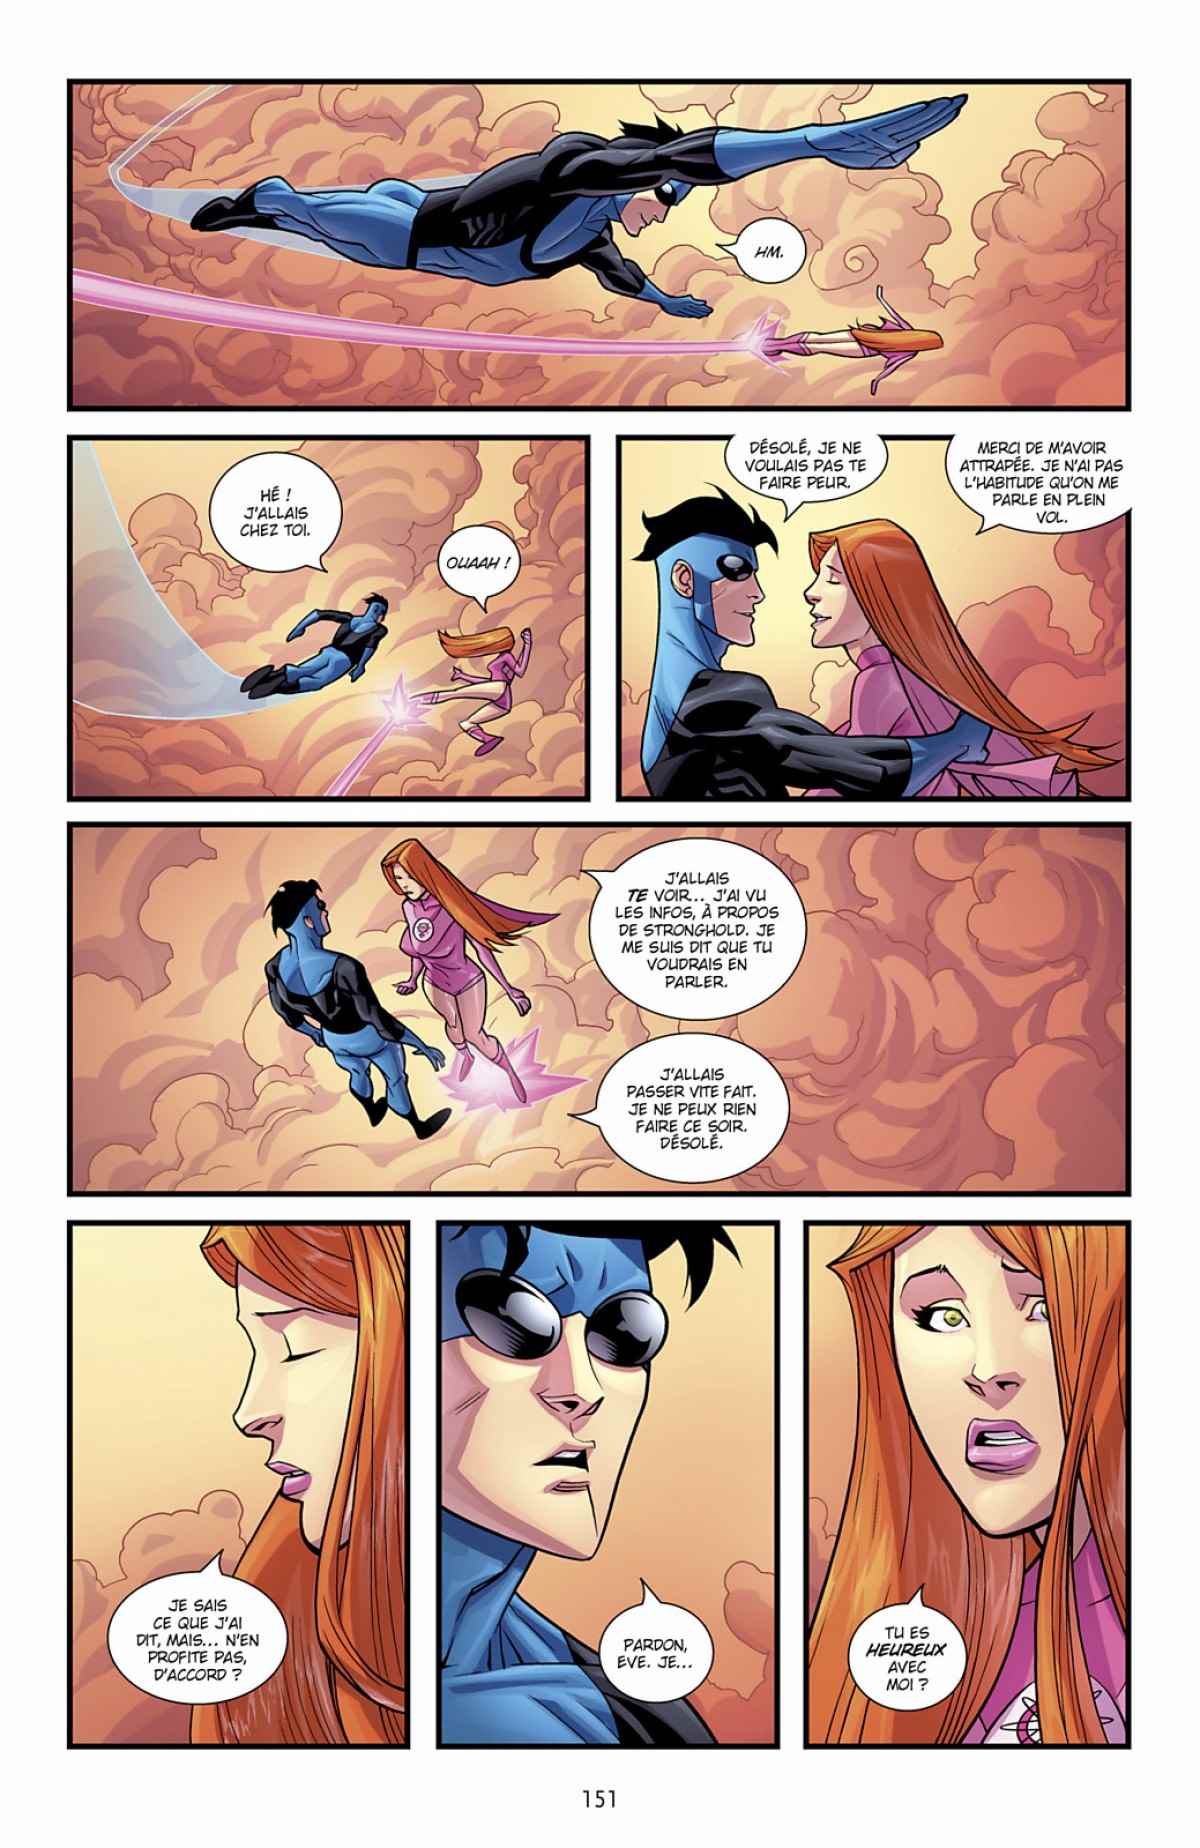 HM.
HÉ !
J'ALLAIS
CHEZ TOI.
OUAAH !
DÉSOLÉ, JE NE
VOULAIS PAS TE
FAIRE PEUR.
MERCI DE M'AVOIR
ATTRAPÉE. JE N'AI PAS
L'HABITUDE QU'ON ME
PARLE EN PLEIN
VOL.
J'ALLAIS
TE VOIR... J'AI VU
LES INFOS, À PROPOS
DE STRONGHOLD. JE
ME SUIS DIT QUE TU
VOUDRAIS EN
PARLER.
J'ALLAIS
PASSER VITE FAIT.
JE NE PEUX RIEN
FAIRE CE SOIR.
DÉSOLÉ.
JE SAIS
CE QUE J'AI
DIT, MAIS... N'EN
PROFITE PAS,
D'ACCORD ?
PARDON,
EVE. JE...
TU ES
HEUREUX
AVEC
MOI ?
151